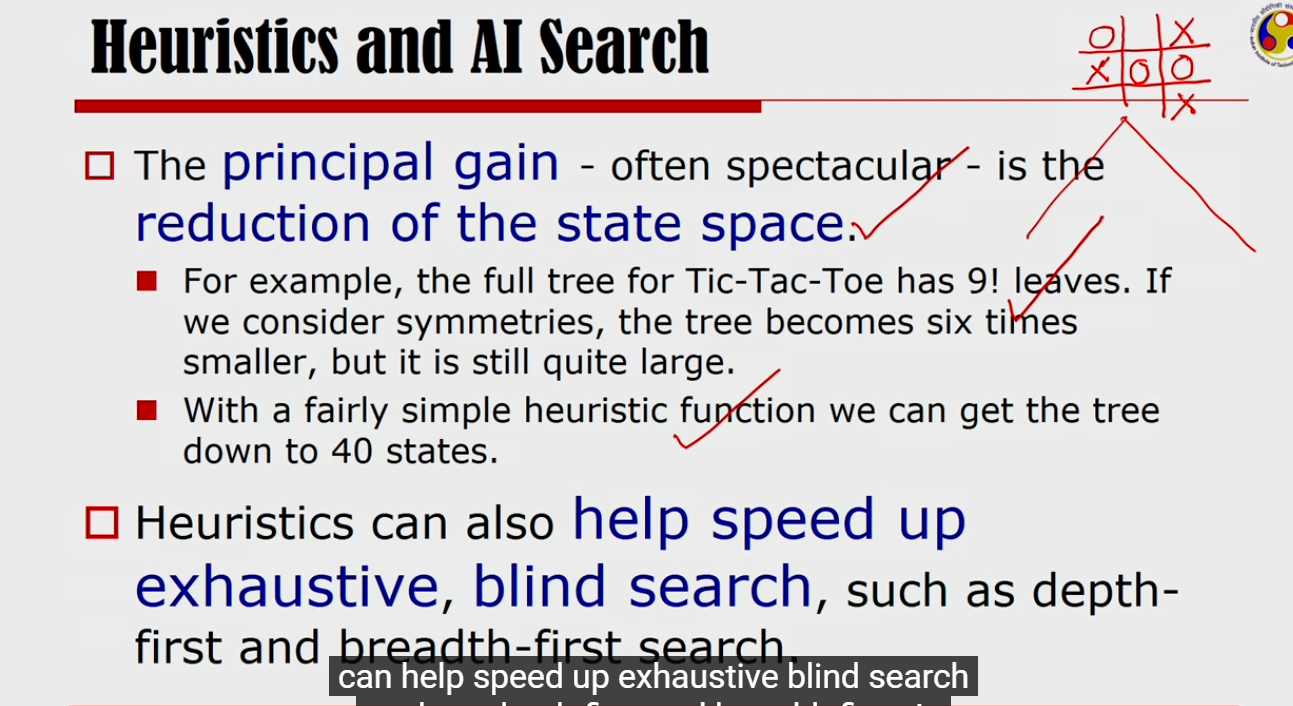 Heuristics and AI Search
O X
X O O
X
The principal gain - often spectacular - is the
reduction of the state space.
For example, the full tree for Tic-Tac-Toe has 9! leaves. If
we consider symmetries, the tree becomes six times
smaller, but it is still quite large.
With a fairly simple heuristic function we can get the tree
down to 40 states.
Heuristics can also help speed up
exhaustive, blind search, such as depth-
first and breadth-first search.
can help speed up exhaustive blind search